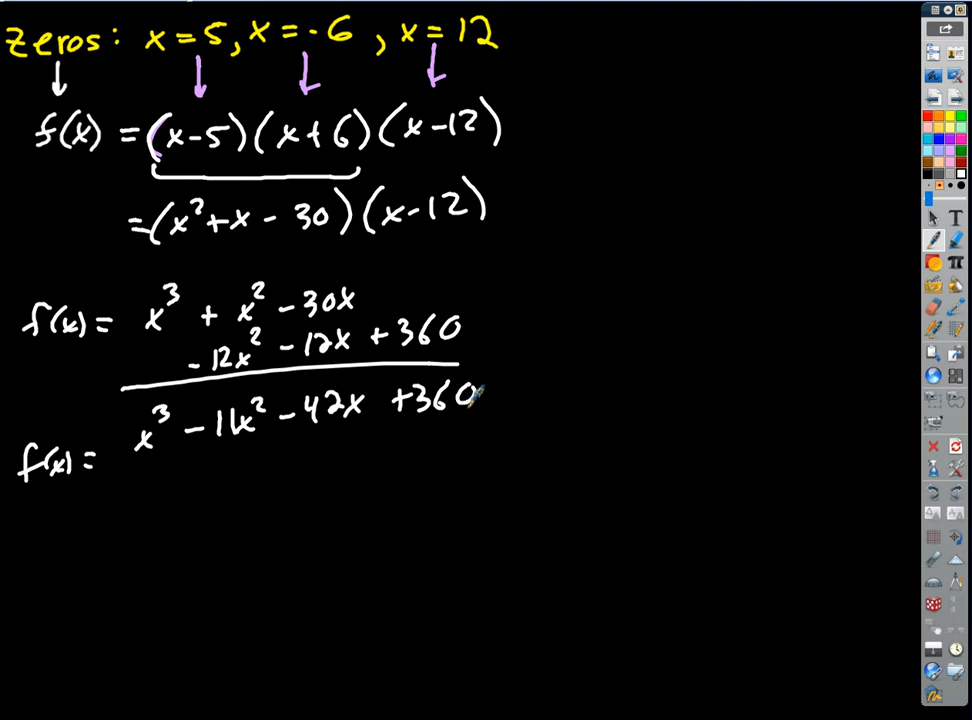 zeros: x = 5, x = -6, x = 12
f(x) = (x-5)(x+6)(x-12)
=(x²+x - 30)(x-12)
f(x) = x³ + x² - 30x
- 12x² - 12x + 360
x³ - 11x² - 42x + 360
f(x) =